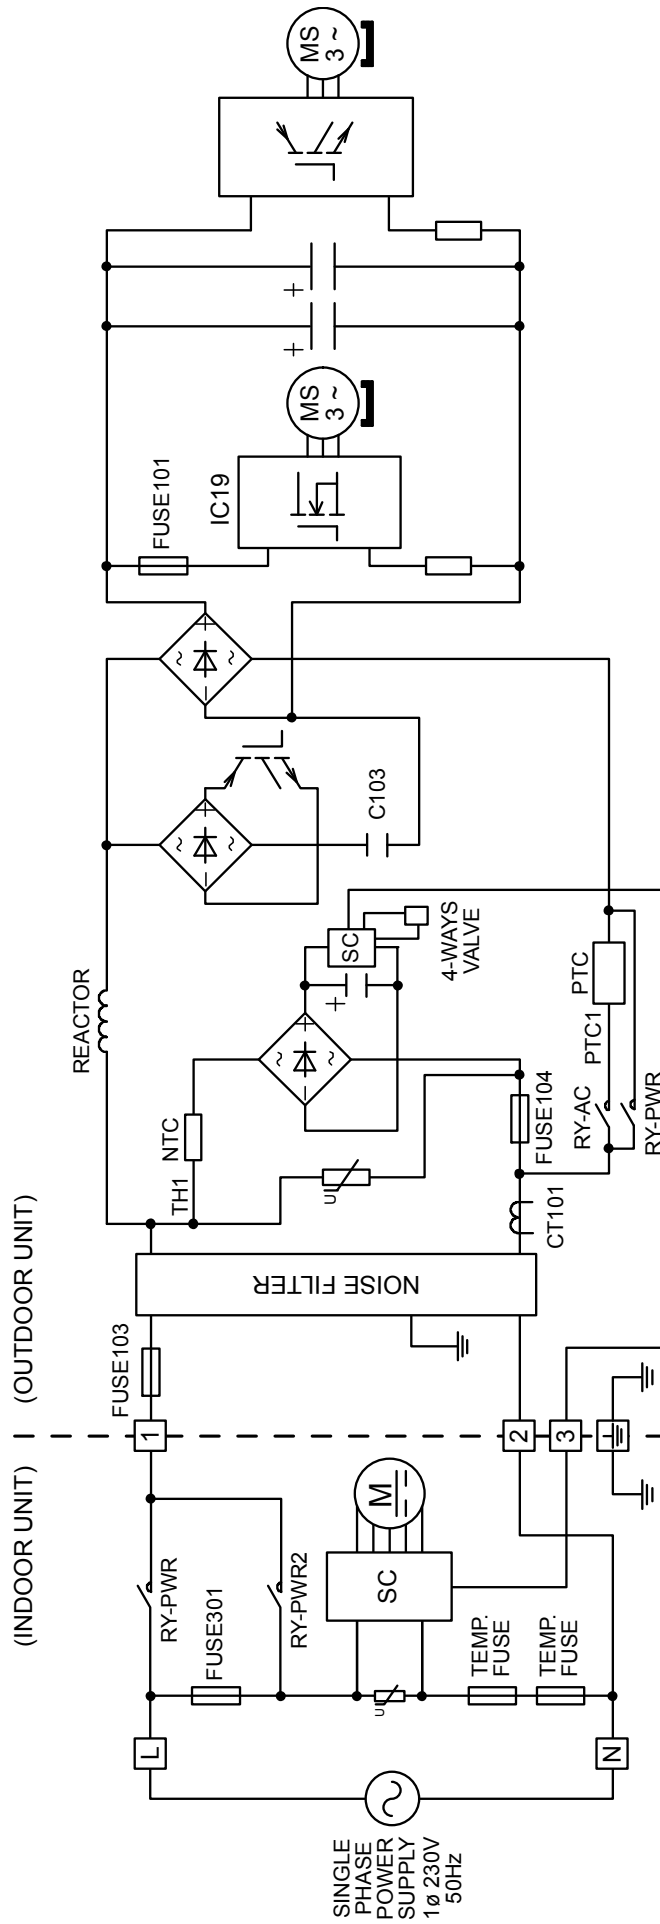 (INDOOR UNIT)
(OUTDOOR UNIT)
SINGLE
PHASE
POWER
SUPPLY
1ø 230V
50Hz
L
N
RY-PWR
FUSE301
RY-PWR2
U
TEMP.
FUSE
TEMP.
FUSE
SC
M
1
2
3
FUSE103
NOISE FILTER
CT101
TH1
NTC
U
FUSE104
REACTOR
RY-AC
RY-PWR
PTC1
PTC
~
~
+
SC
4-WAYS
VALVE
~
~
C103
~
~
FUSE101
IC19
MS
3 ~
+
+
MS
3 ~